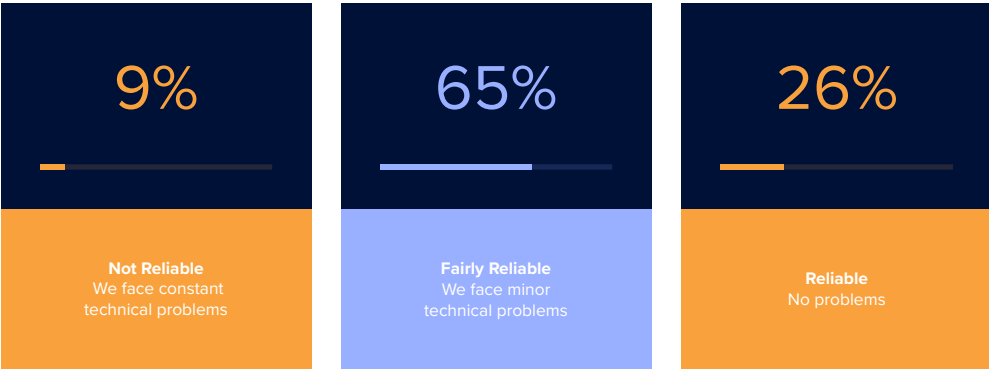 9%
Not Reliable
We face constant
technical problems
65%
Fairly Reliable
We face minor
technical problems
26%
Reliable
No problems